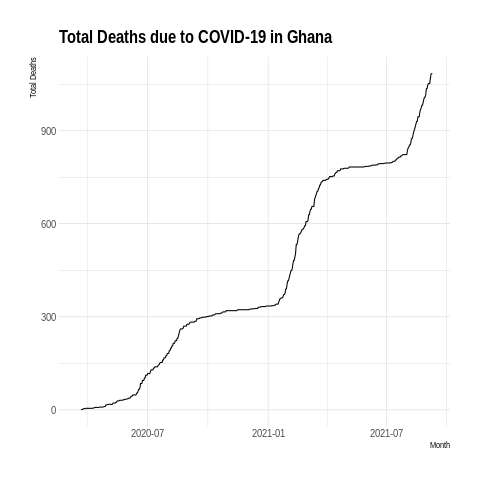 Total Deaths due to COVID-19 in Ghana
Total Deaths
900
600
300
0
2020-07
2021-01
2021-07
Month